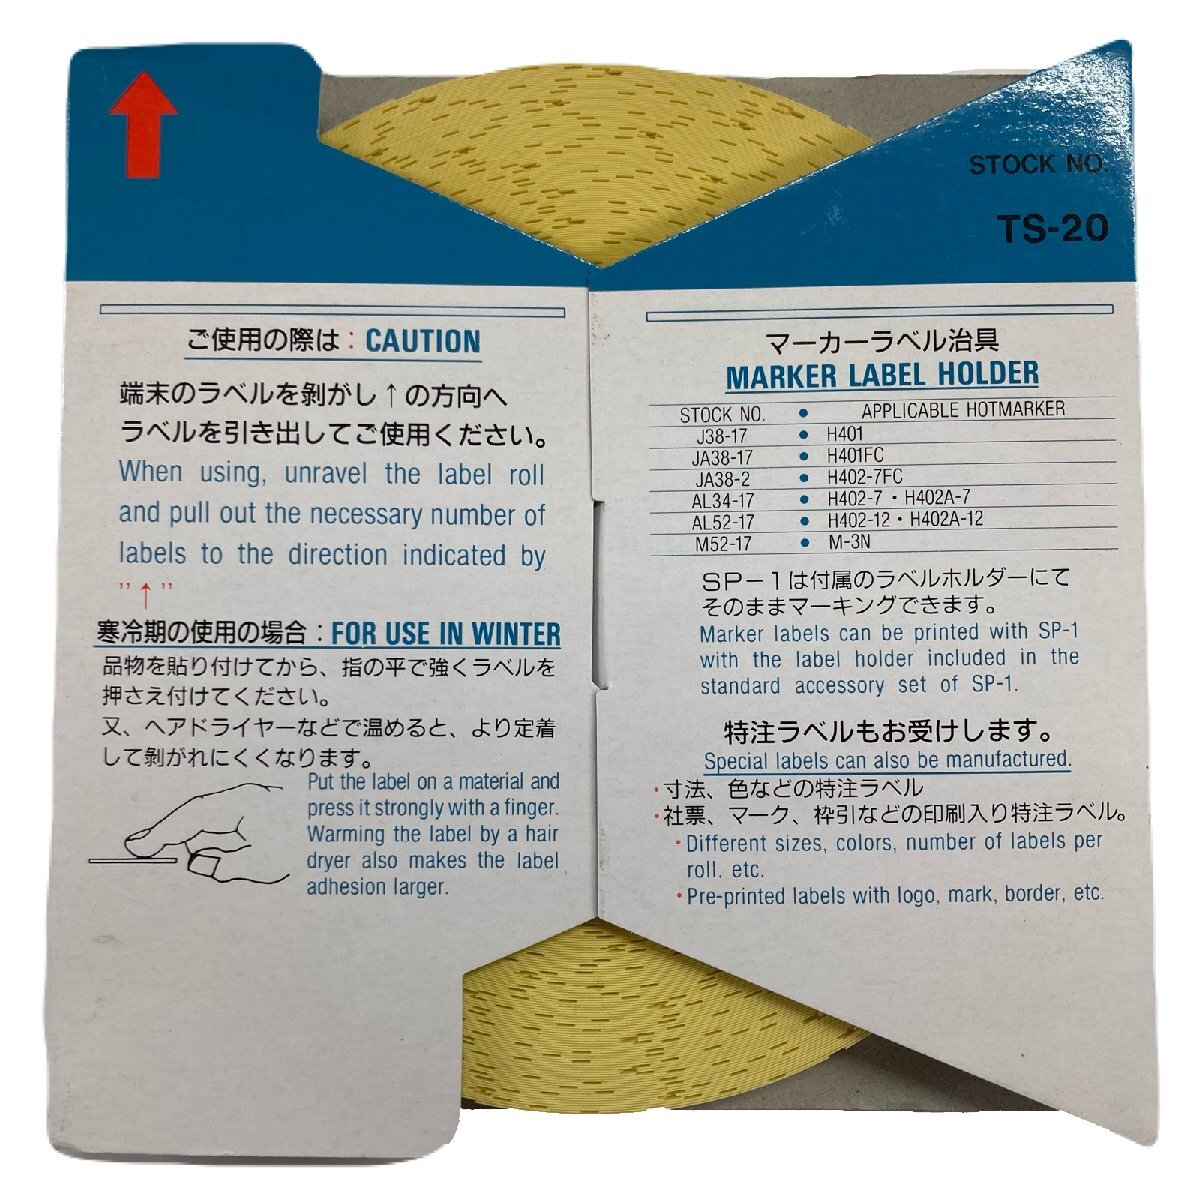 ご使用の際は : CAUTION
端末のラベルを剝がし↑の方向へ
ラベルを引き出してご使用ください。
When using, unravel the label roll
and pull out the necessary number of
labels to the direction indicated by
"↑"
寒冷期の使用の場合 : FOR USE IN WINTER
品物を貼り付けてから、指の平で強くラベルを
押さえ付けてください。
又、ヘアドライヤーなどで温めると、より定着
して剝がれにくくなります。
Put the label on a material and
press it strongly with a finger.
Warming the label by a hair
dryer also makes the label
adhesion larger.
STOCK NO.
TS-20
マーカーラベル治具
MARKER LABEL HOLDER
STOCK NO. ● APPLICABLE HOTMARKER
J38-17 ● H401
JA38-17 ● H401FC
JA38-2 ● H402-7FC
AL34-17 ● H402-7・H402A-7
AL52-17 ● H402-12・H402A-12
M52-17 ● M-3N
SP-1は付属のラベルホルダーにて
そのままマーキングできます。
Marker labels can be printed with SP-1
with the label holder included in the
standard accessory set of SP-1.
特注ラベルもお受けします。
Special labels can also be manufactured.
・寸法、色などの特注ラベル
・社票、マーク、枠引などの印刷入り特注ラベル。
・Different sizes, colors, number of labels per
roll. etc.
・Pre-printed labels with logo, mark, border, etc.